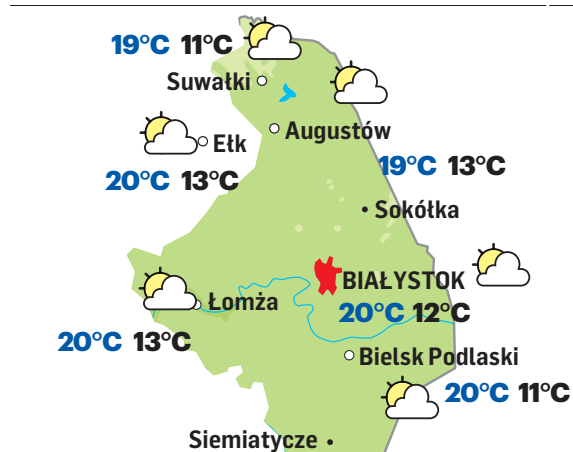 19°C 11°C
Suwałki
Augustów
Ełk
20°C 13°C
19°C 13°C
Sokółka
BIAŁYSTOK
Łomża
20°C 12°C
20°C 13°C
Bielsk Podlaski
20°C 11°C
Siemiatycze